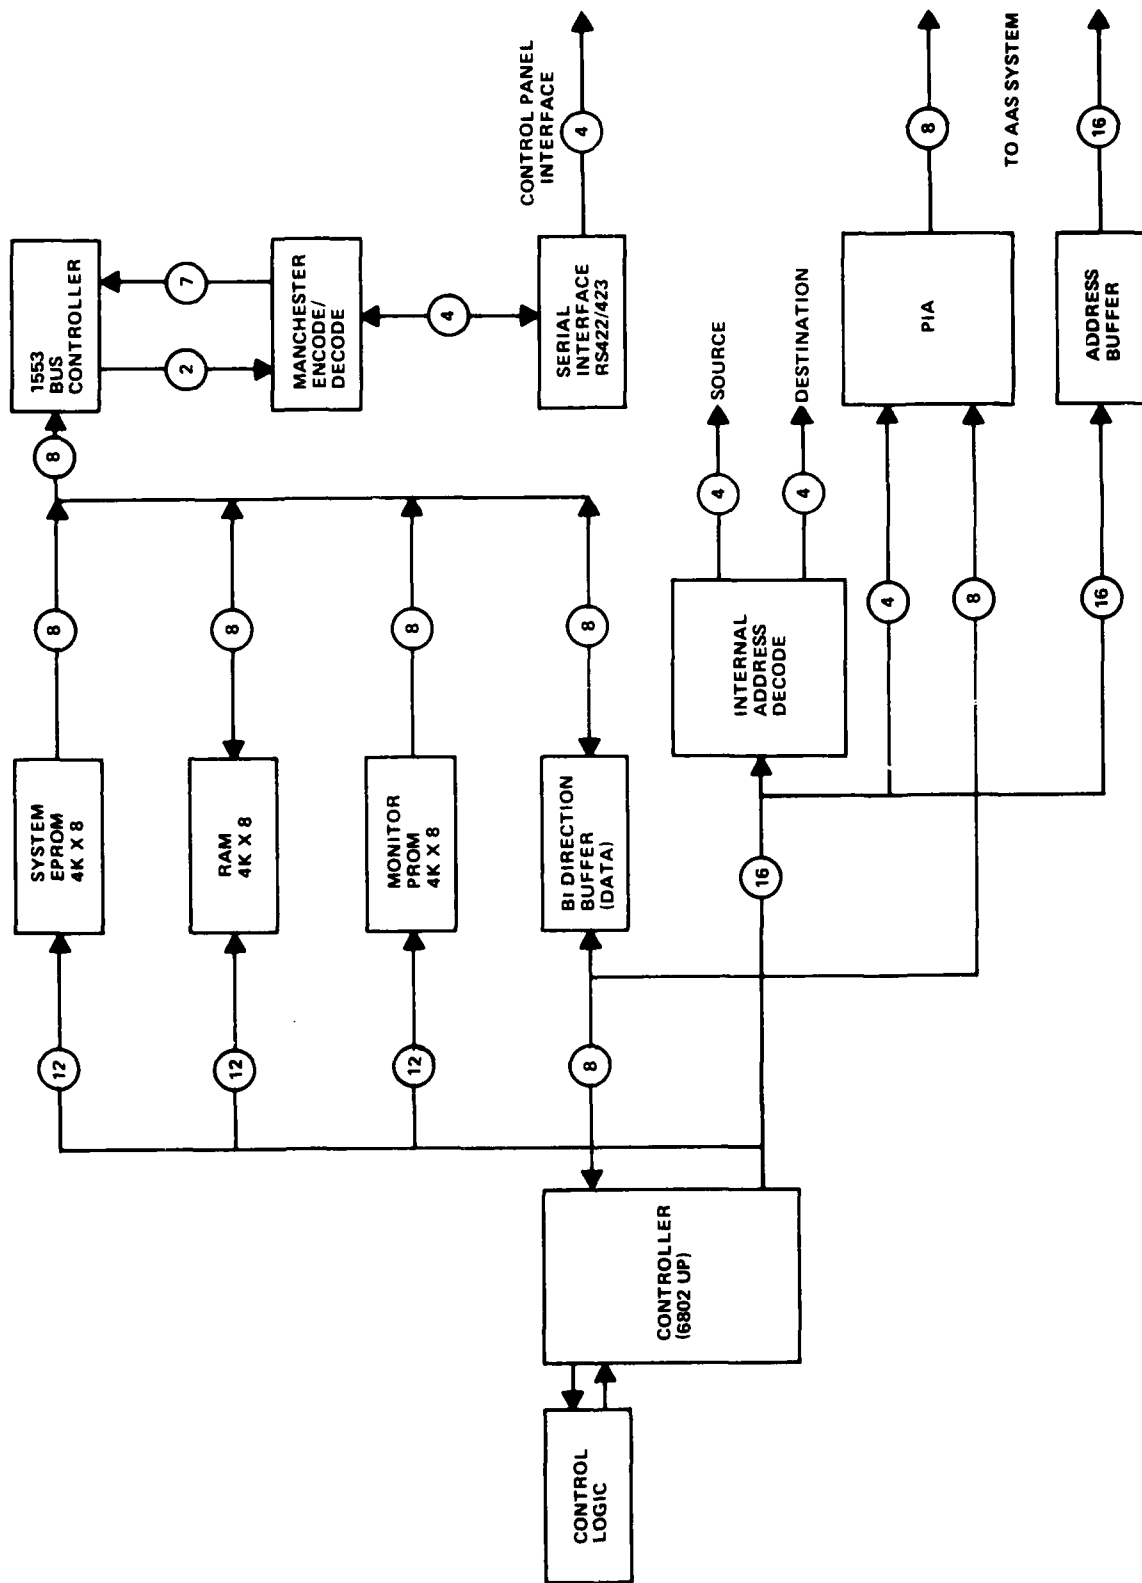 CONTROL
LOGIC
CONTROLLER
(6802 UP)
12
12
12
8
16
SYSTEM
EPROM
4K X 8
RAM
4K X 8
MONITOR
PROM
4K X 8
BI DIRECTION
BUFFER
(DATA)
INTERNAL
ADDRESS
DECODE
8
8
8
8
4
8
16
8
4
4
SOURCE
DESTINATION
1553
BUS
CONTROLLER
2
7
MANCHESTER
ENCODE/
DECODE
4
SERIAL
INTERFACE
RS422/423
PIA
ADDRESS
BUFFER
CONTROL PANEL
INTERFACE
4
8
TO AAS SYSTEM
16